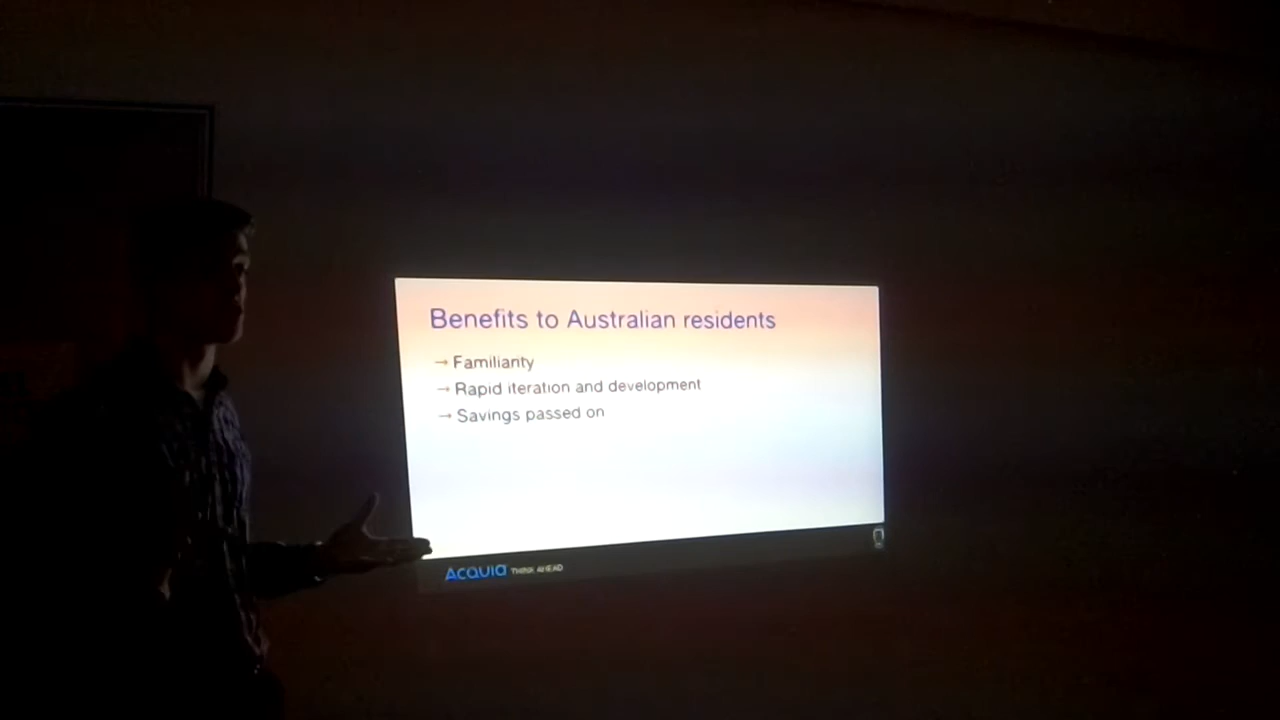 Benefits to Australian residents
→ Familiarity
→ Rapid iteration and development
→ Savings passed on
ACQUIA THINK AHEAD